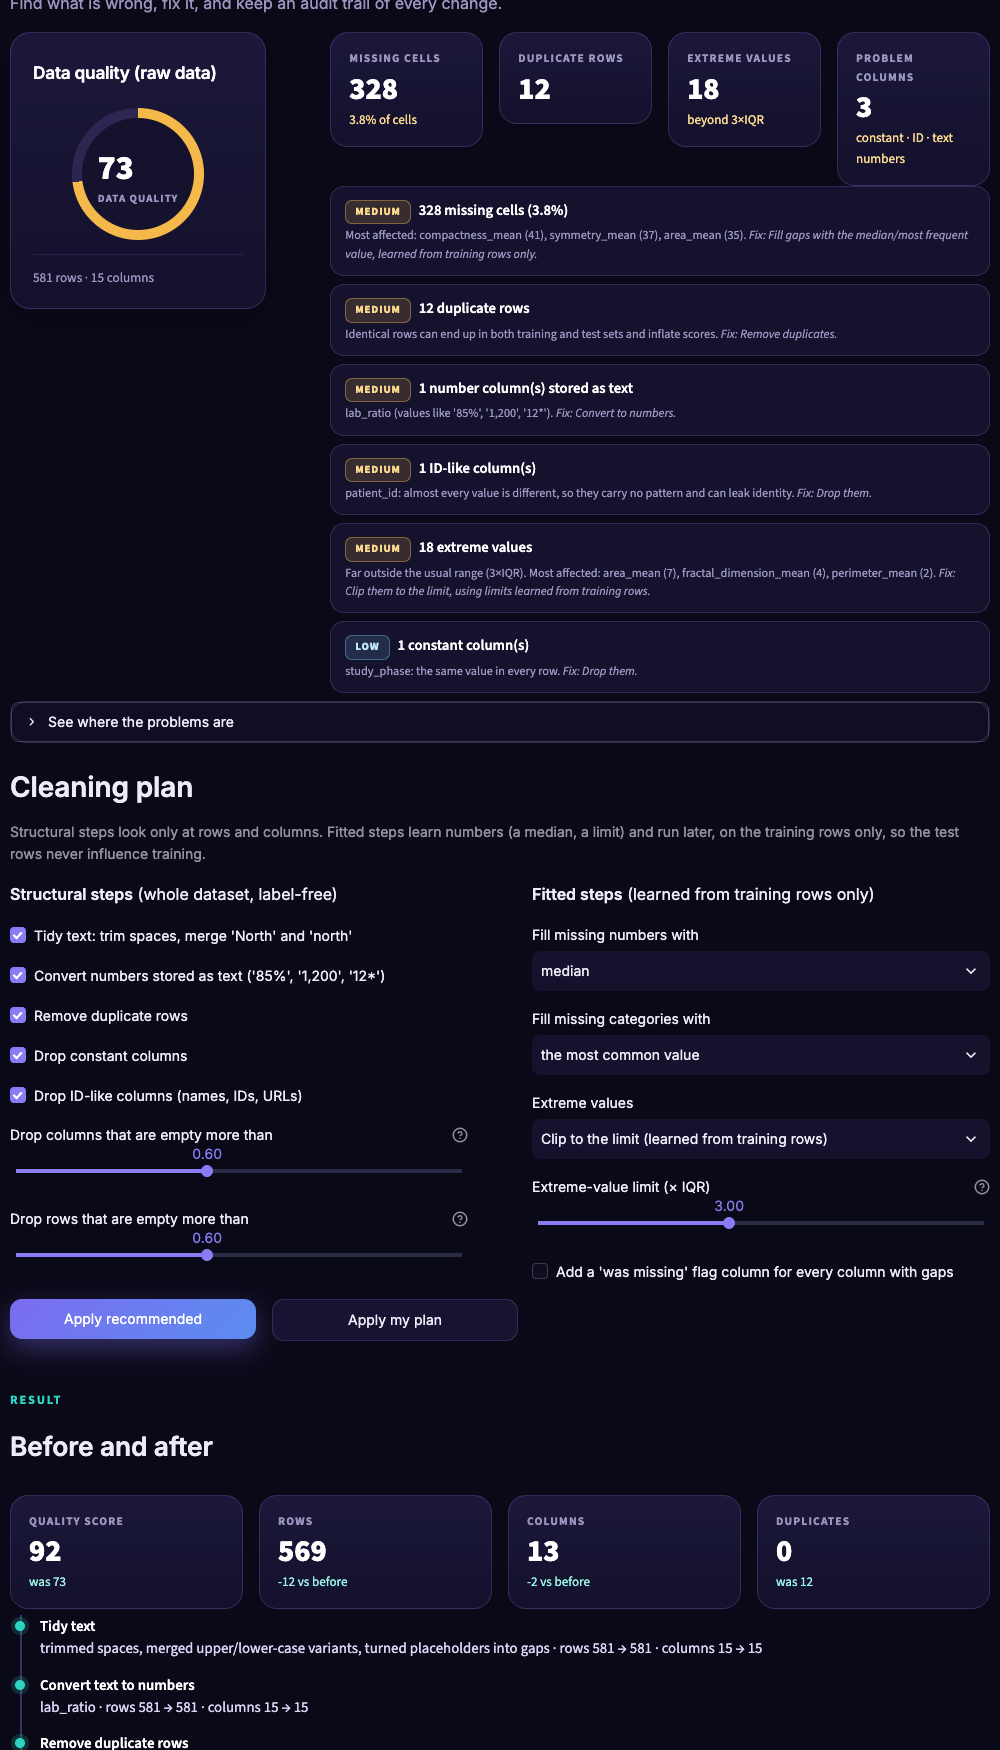 Find what is wrong, fix it, and keep an audit trail of every change.
Data quality (raw data)
73
DATA QUALITY
581 rows · 15 columns
MISSING CELLS
328
3.8% of cells
DUPLICATE ROWS
12
EXTREME VALUES
18
beyond 3×IQR
PROBLEM
COLUMNS
3
constant · ID · text
numbers
MEDIUM 328 missing cells (3.8%)
Most affected: compactness_mean (41), symmetry_mean (37), area_mean (35). Fix: Fill gaps with the median/most frequent
value, learned from training rows only.
MEDIUM 12 duplicate rows
Identical rows can end up in both training and test sets and inflate scores. Fix: Remove duplicates.
MEDIUM 1 number column(s) stored as text
lab_ratio (values like '85%', '1,200', '12*'). Fix: Convert to numbers.
MEDIUM 1 ID-like column(s)
patient_id: almost every value is different, so they carry no pattern and can leak identity. Fix: Drop them.
MEDIUM 18 extreme values
Far outside the usual range (3×IQR). Most affected: area_mean (7), fractal_dimension_mean (4), perimeter_mean (2). Fix:
Clip them to the limit, using limits learned from training rows.
LOW 1 constant column(s)
study_phase: the same value in every row. Fix: Drop them.
See where the problems are
Cleaning plan
Structural steps look only at rows and columns. Fitted steps learn numbers (a median, a limit) and run later, on the training rows only, so the test
rows never influence training.
Structural steps (whole dataset, label-free)
Tidy text: trim spaces, merge 'North' and 'north'
Convert numbers stored as text ('85%', '1,200', '12*')
Remove duplicate rows
Drop constant columns
Drop ID-like columns (names, IDs, URLs)
Drop columns that are empty more than
0.60
Drop rows that are empty more than
0.60
Apply recommended
Apply my plan
Fitted steps (learned from training rows only)
Fill missing numbers with
median
Fill missing categories with
the most common value
Extreme values
Clip to the limit (learned from training rows)
Extreme-value limit (× IQR)
3.00
Add a 'was missing' flag column for every column with gaps
RESULT
Before and after
QUALITY SCORE
92
was 73
ROWS
569
-12 vs before
COLUMNS
13
-2 vs before
DUPLICATES
0
was 12
Tidy text
trimmed spaces, merged upper/lower-case variants, turned placeholders into gaps · rows 581 → 581 · columns 15 → 15
Convert text to numbers
lab_ratio · rows 581 → 581 · columns 15 → 15
Remove duplicate rows